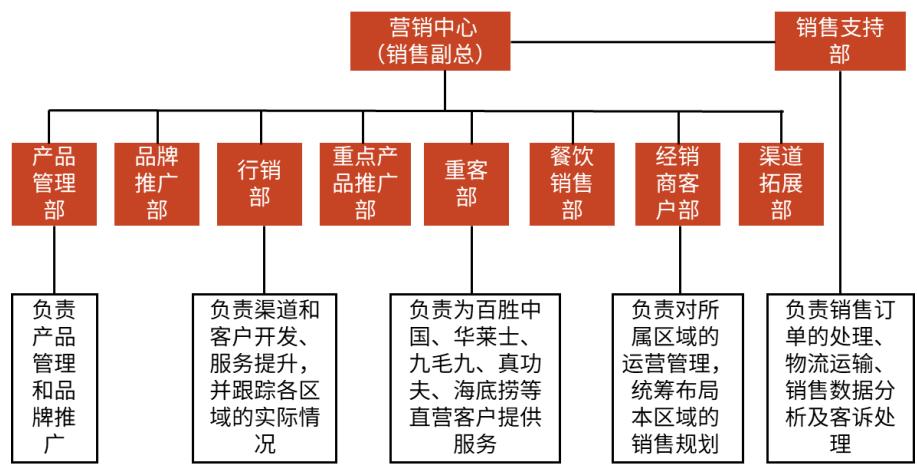 营销中心
（销售副总）
销售支持
部
产品
管理
部
品牌
推广
部
行销
部
重点产
品推广
部
重客
部
餐饮
销售
部
经销
商客
户部
渠道
拓展
部
负责
产品
管理
和品
牌推
广
负责渠道和
客户开发、
服务提升，
并跟踪各区
域的实际情
况
负责为百胜中
国、华莱士、
九毛九、真功
夫、海底捞等
直营客户提供
服务
负责对所
属区域的
运营管理，
统筹布局
本区域的
销售规划
负责销售订
单的处理、
物流运输、
销售数据分
析及客诉处
理